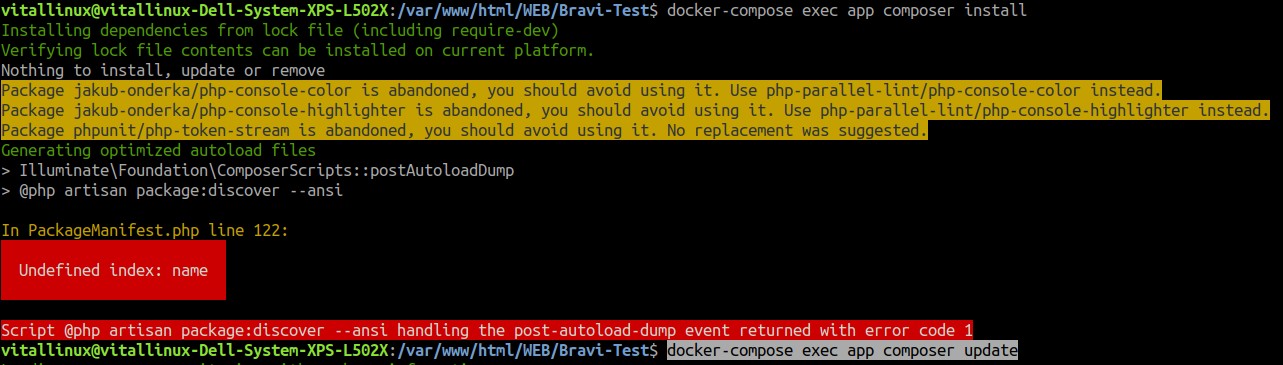 vitallinux@vitallinux-Dell-System-XPS-L502X:/var/www/html/WEB/Bravi-Test$ docker-compose exec app composer install
Installing dependencies from lock file (including require-dev)
Verifying lock file contents can be installed on current platform.
Nothing to install, update or remove
Package jakub-onderka/php-console-color is abandoned, you should avoid using it. Use php-parallel-lint/php-console-color instead.
Package jakub-onderka/php-console-highlighter is abandoned, you should avoid using it. Use php-parallel-lint/php-console-highlighter instead.
Package phpunit/php-token-stream is abandoned, you should avoid using it. No replacement was suggested.
Generating optimized autoload files
> Illuminate\Foundation\ComposerScripts::postAutoloadDump
> @php artisan package:discover --ansi
In PackageManifest.php line 122:
Undefined index: name
Script @php artisan package:discover --ansi handling the post-autoload-dump event returned with error code 1
vitallinux@vitallinux-Dell-System-XPS-L502X:/var/www/html/WEB/Bravi-Test$ docker-compose exec app composer update